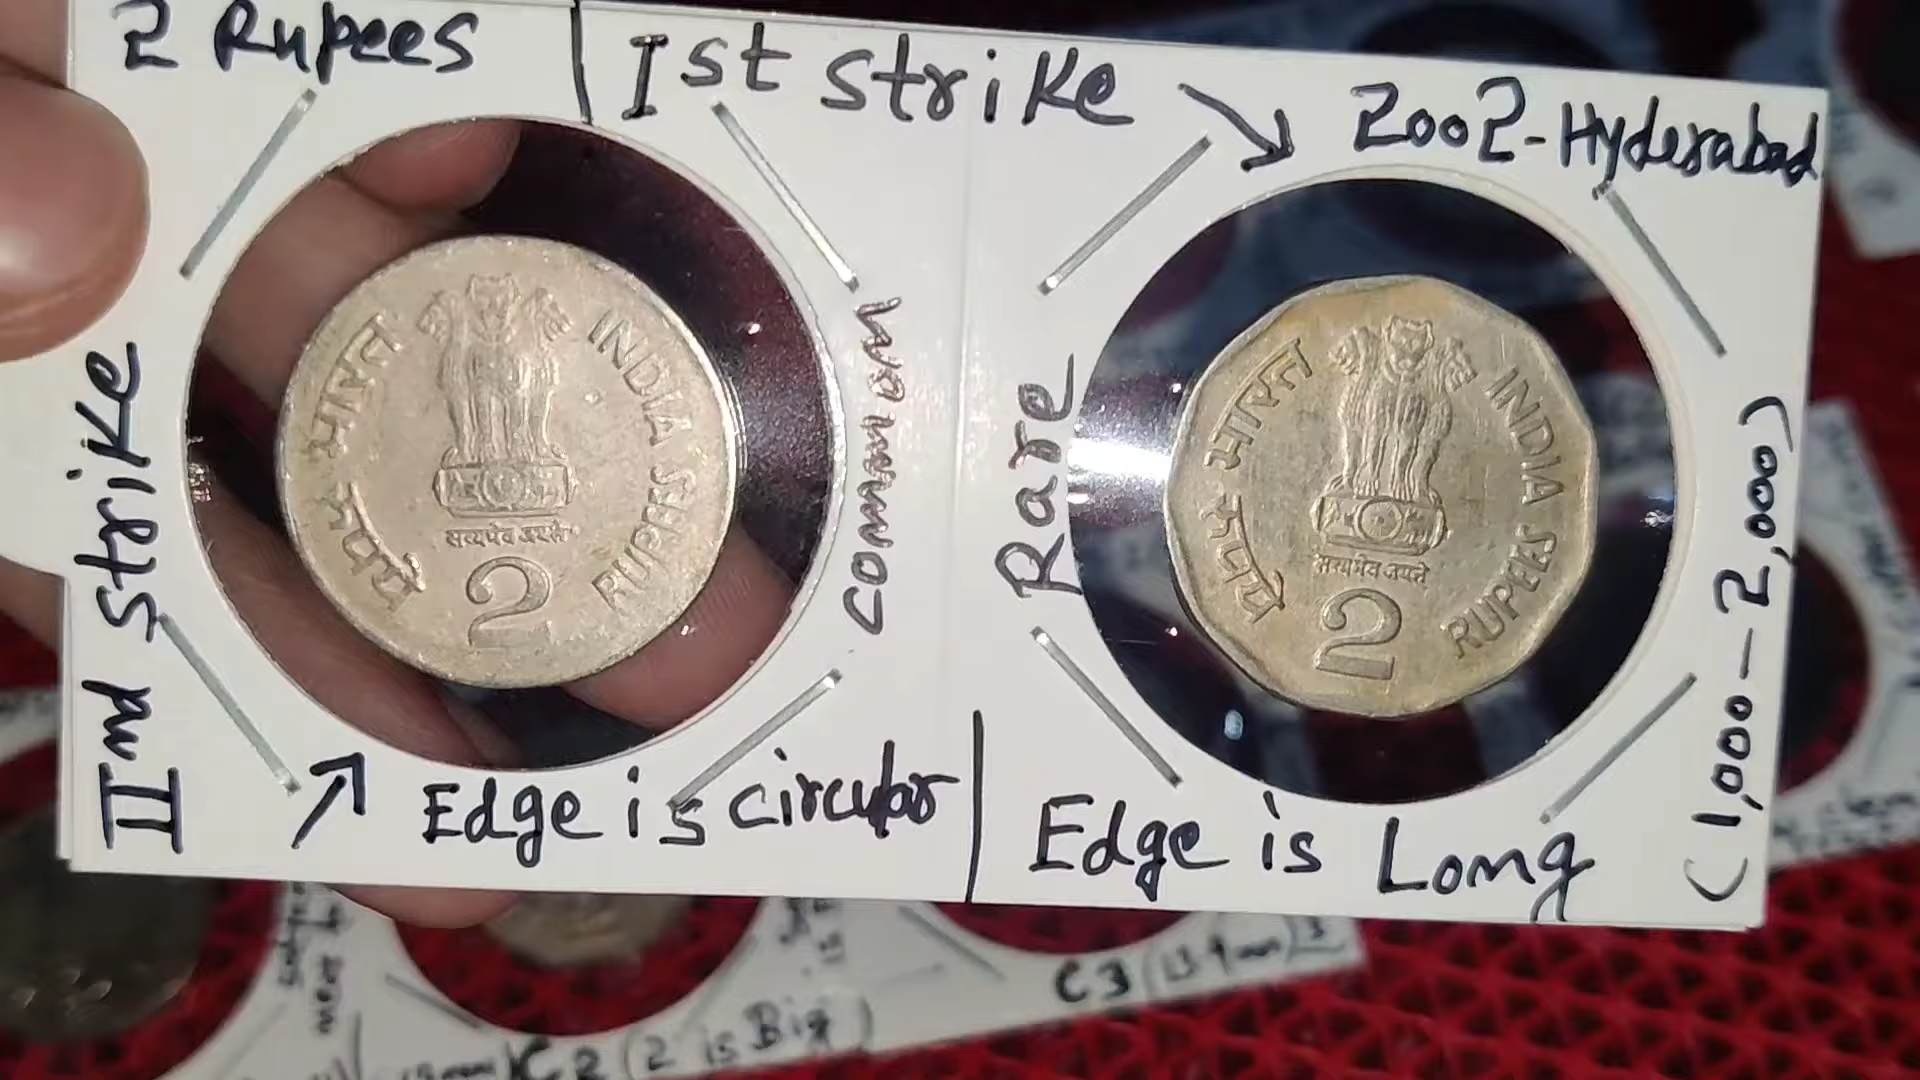 2 Rupees | Ist Strike → 2002-Hyderabad
IInd Strike
भारत
INDIA
रुपये
RUPEES
सत्यमेव जयते
2
common
Rare
भारत
INDIA
रुपये
RUPEES
सत्यमेव जयते
2
(1,000-2,000)
Edge is circular | Edge is Long
C3
C2 (2 is Big)